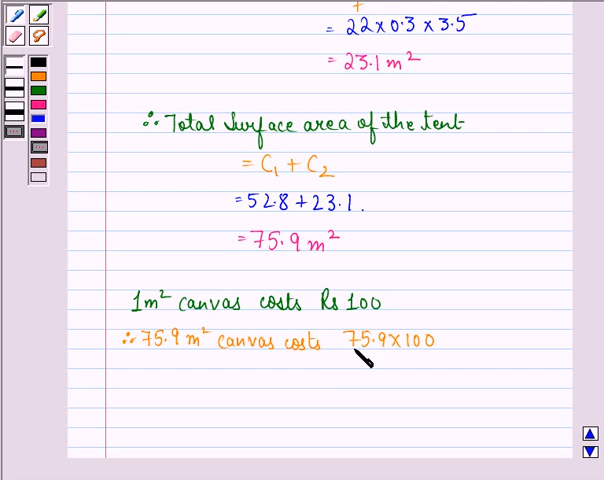 = 22 × 0.3 × 3.5
= 23.1 m²
∴ Total Surface area of the tent
= C₁ + C₂
= 52.8 + 23.1.
= 75.9 m²
1m² canvas costs Rs 100
∴ 75.9 m² canvas costs 75.9 × 100